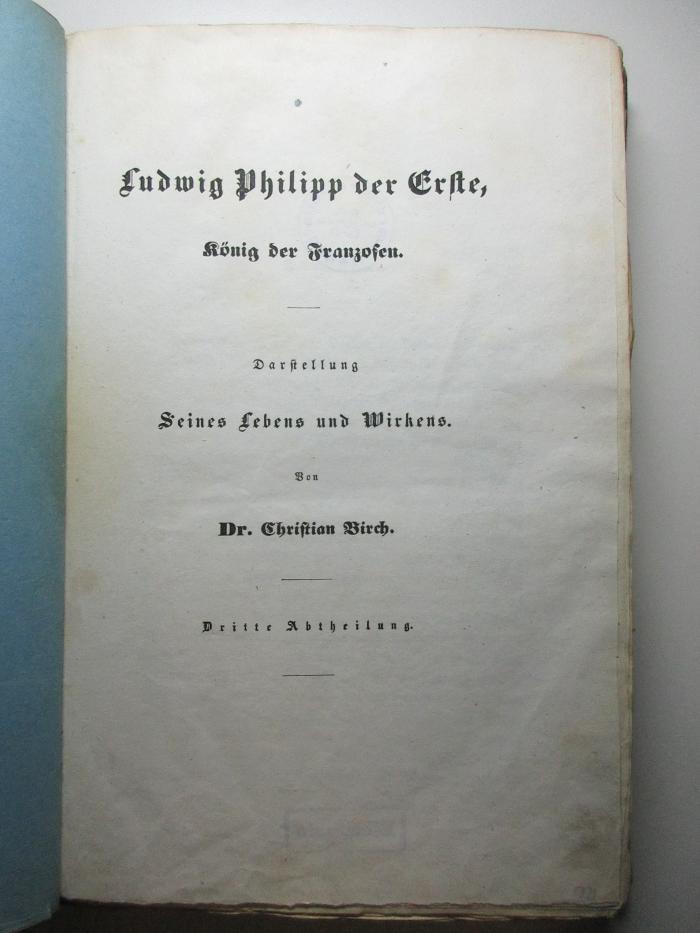 Ludwig Philipp der Erste,
König der Franzosen.
Darstellung
Seines Lebens und Wirkens.
Von
Dr. Christian Birch.
Dritte Abtheilung.